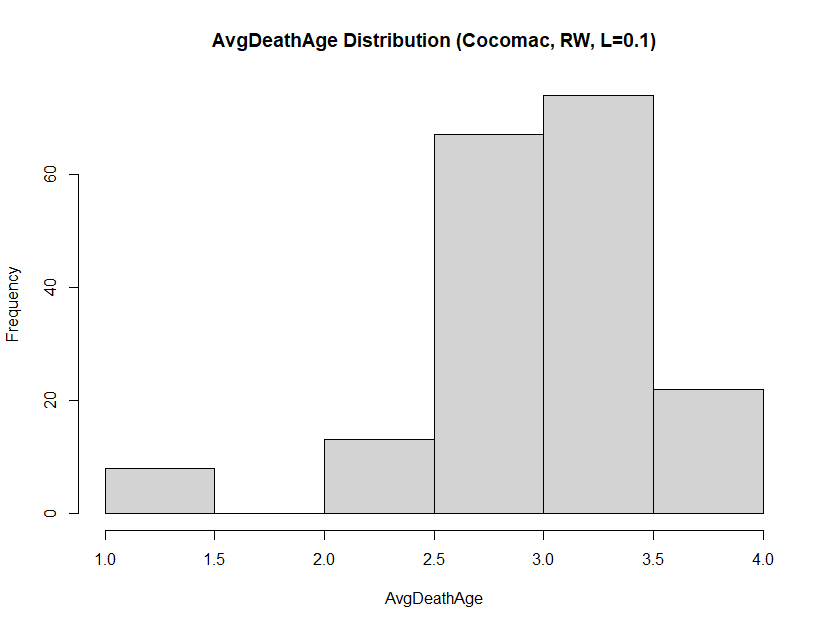 AvgDeathAge Distribution (Cocomac, RW, L=0.1)
Frequency
60
40
20
0
1.0 1.5 2.0 2.5 3.0 3.5 4.0
AvgDeathAge